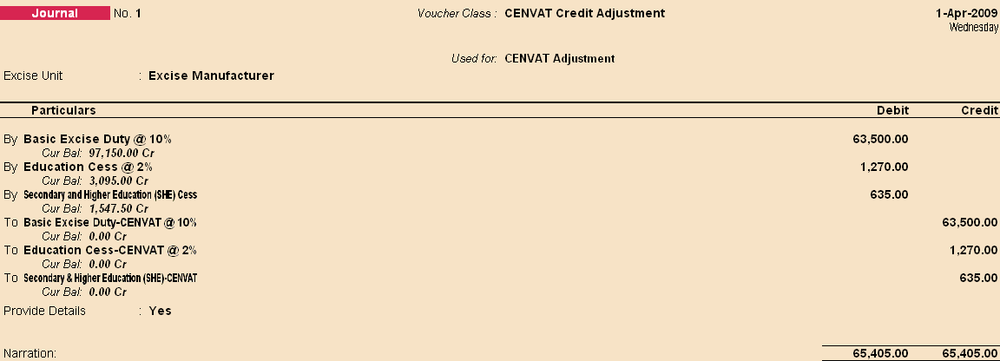 Journal No. 1 Voucher Class : CENVAT Credit Adjustment 1-Apr-2009
Wednesday
Used for: CENVAT Adjustment
Excise Unit : Excise Manufacturer
Particulars Debit Credit
By Basic Excise Duty @ 10% 63,500.00
Cur Bal: 97,150.00 Cr
By Education Cess @ 2% 1,270.00
Cur Bal: 3,095.00 Cr
By Secondary and Higher Education (SHE) Cess 635.00
Cur Bal: 1,547.50 Cr
To Basic Excise Duty-CENVAT @ 10% 63,500.00
Cur Bal: 0.00 Cr
To Education Cess-CENVAT @ 2% 1,270.00
Cur Bal: 0.00 Cr
To Secondary & Higher Education (SHE)-CENVAT 635.00
Cur Bal: 0.00 Cr
Provide Details : Yes
Narration: 65,405.00 65,405.00